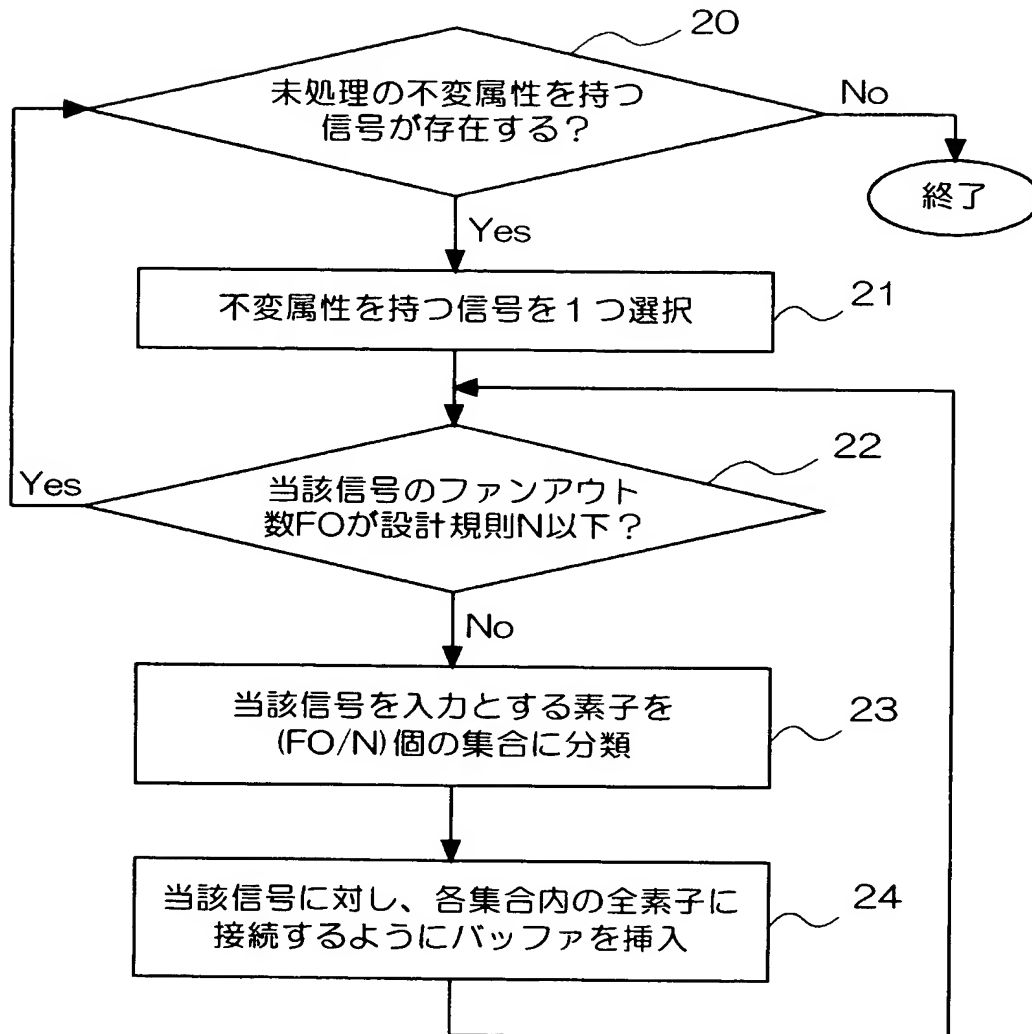 20
未処理の不変属性を持つ
信号が存在する？
No
終了
Yes
不変属性を持つ信号を１つ選択
21
22
Yes
当該信号のファンアウト
数FOが設計規則N以下？
No
当該信号を入力とする素子を
(FO/N)個の集合に分類
23
当該信号に対し、各集合内の全素子に
接続するようにバッファを挿入
24